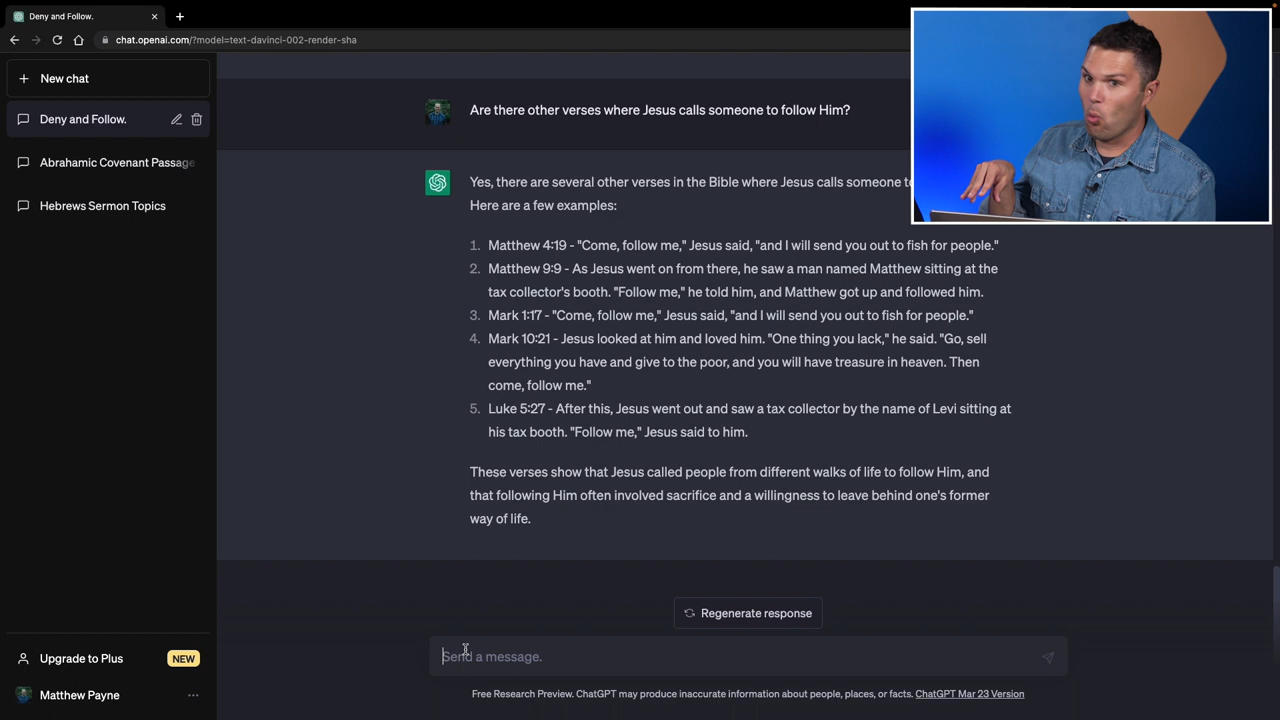 Deny and Follow.
chat.openai.com/?model=text-davinci-002-render-sha
New chat
Deny and Follow.
Abrahamic Covenant Passage
Hebrews Sermon Topics
Upgrade to Plus NEW
Matthew Payne
Are there other verses where Jesus calls someone to follow Him?
Yes, there are several other verses in the Bible where Jesus calls someone to
Here are a few examples:
1. Matthew 4:19 - "Come, follow me," Jesus said, "and I will send you out to fish for people."
2. Matthew 9:9 - As Jesus went on from there, he saw a man named Matthew sitting at the
tax collector's booth. "Follow me," he told him, and Matthew got up and followed him.
3. Mark 1:17 - "Come, follow me," Jesus said, "and I will send you out to fish for people."
4. Mark 10:21 - Jesus looked at him and loved him. "One thing you lack," he said. "Go, sell
everything you have and give to the poor, and you will have treasure in heaven. Then
come, follow me."
5. Luke 5:27 - After this, Jesus went out and saw a tax collector by the name of Levi sitting at
his tax booth. "Follow me," Jesus said to him.
These verses show that Jesus called people from different walks of life to follow Him, and
that following Him often involved sacrifice and a willingness to leave behind one's former
way of life.
Regenerate response
Send a message.
Free Research Preview. ChatGPT may produce inaccurate information about people, places, or facts. ChatGPT Mar 23 Version